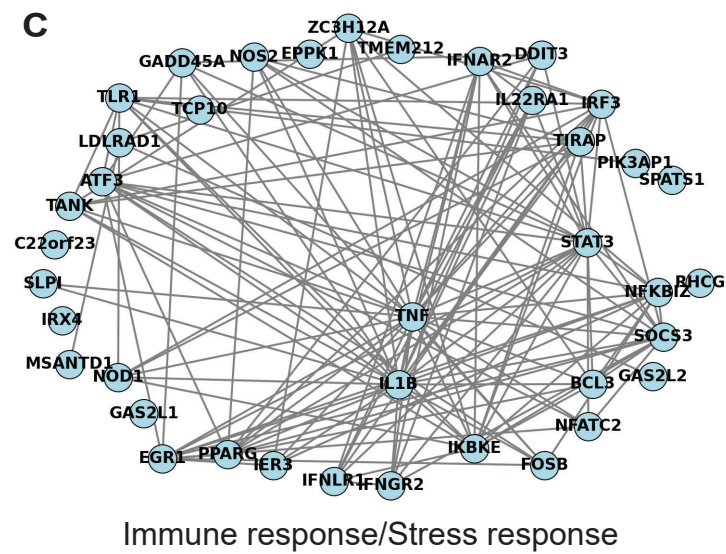 C
ZC3H12A
GADD45A NOS2 EPPK1 TMEM212 IFNAR2 DDIT3
TLR1 TCP10 IL22RA1 IRF3
LDLRAD1 TIRAP
ATF3 PIK3AP1
TANK SPATS1
C22orf23 STAT3
SLPI NFKBIZ RHCG
IRX4 TNF SOCS3
MSANTD1 NOD1 IL1B BCL3 GAS2L2
GAS2L1 NFATC2
EGR1 PPARG IER3 IKBKE FOSB
IFNLR1 IFNGR2
Immune response/Stress response